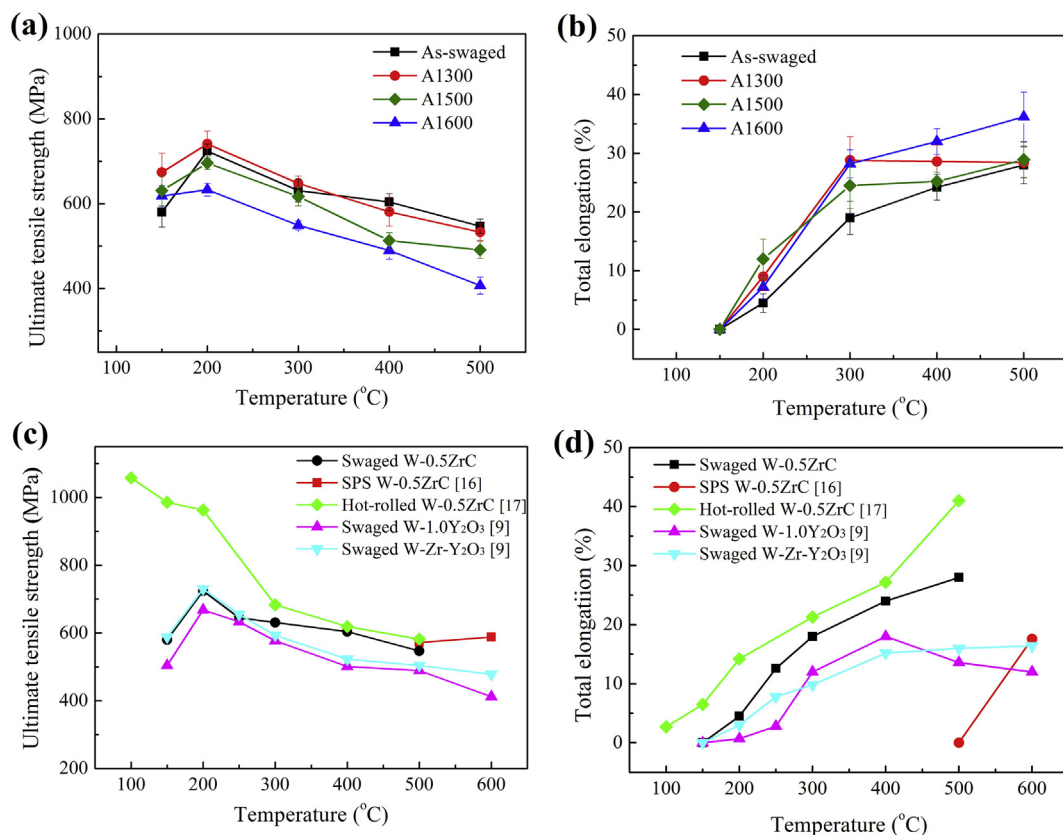 (a)
1000
800
600
400
Ultimate tensile strength (MPa)
As-swaged
A1300
A1500
A1600
100 200 300 400 500
Temperature (°C)
(b)
50
40
30
20
10
0
Total elongation (%)
As-swaged
A1300
A1500
A1600
100 200 300 400 500
Temperature (°C)
(c)
1000
800
600
400
200
Ultimate tensile strength (MPa)
Swaged W-0.5ZrC
SPS W-0.5ZrC [16]
Hot-rolled W-0.5ZrC [17]
Swaged W-1.0Y₂O₃ [9]
Swaged W-Zr-Y₂O₃ [9]
100 200 300 400 500 600
Temperature (°C)
(d)
50
40
30
20
10
0
Total elongatiion (%)
Swaged W-0.5ZrC
SPS W-0.5ZrC [16]
Hot-rolled W-0.5ZrC [17]
Swaged W-1.0Y₂O₃ [9]
Swaged W-Zr-Y₂O₃ [9]
100 200 300 400 500 600
Temperature (°C)